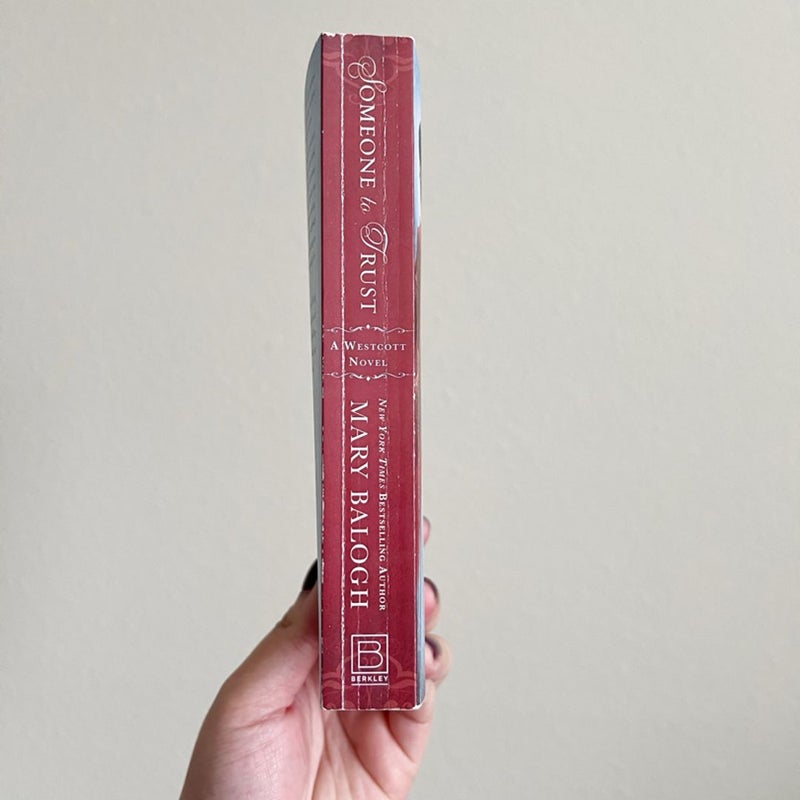 SOMEONE to TRUST
A WESTCOTT
NOVEL
NEW YORK TIMES BESTSELLING AUTHOR
MARY BALOGH
B
BERKLEY